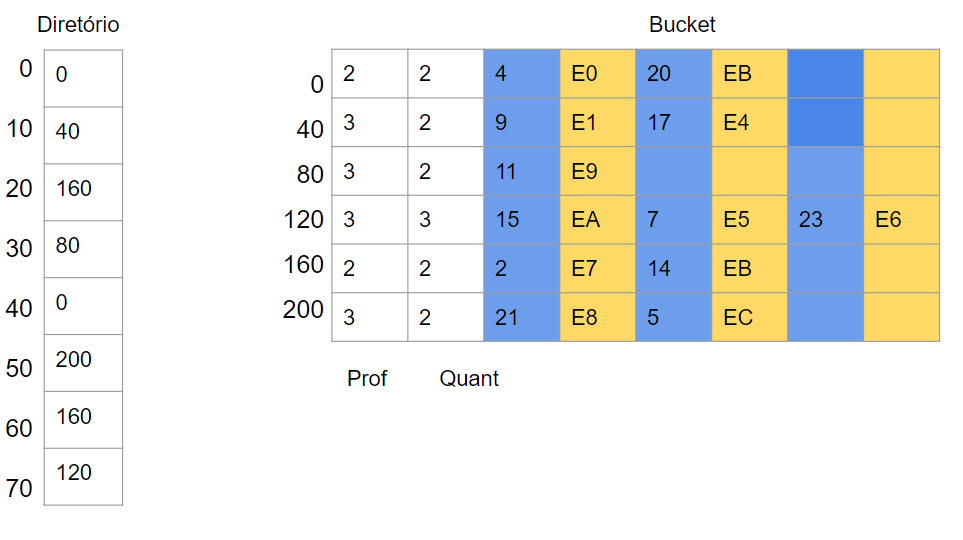 Diretório
0 0
10 40
20 160
30 80
40 0
50 200
60 160
70 120
Bucket
0 2 2 4 E0 20 EB
40 3 2 9 E1 17 E4
80 3 2 11 E9
120 3 3 15 EA 7 E5 23 E6
160 2 2 2 E7 14 EB
200 3 2 21 E8 5 EC
Prof Quant